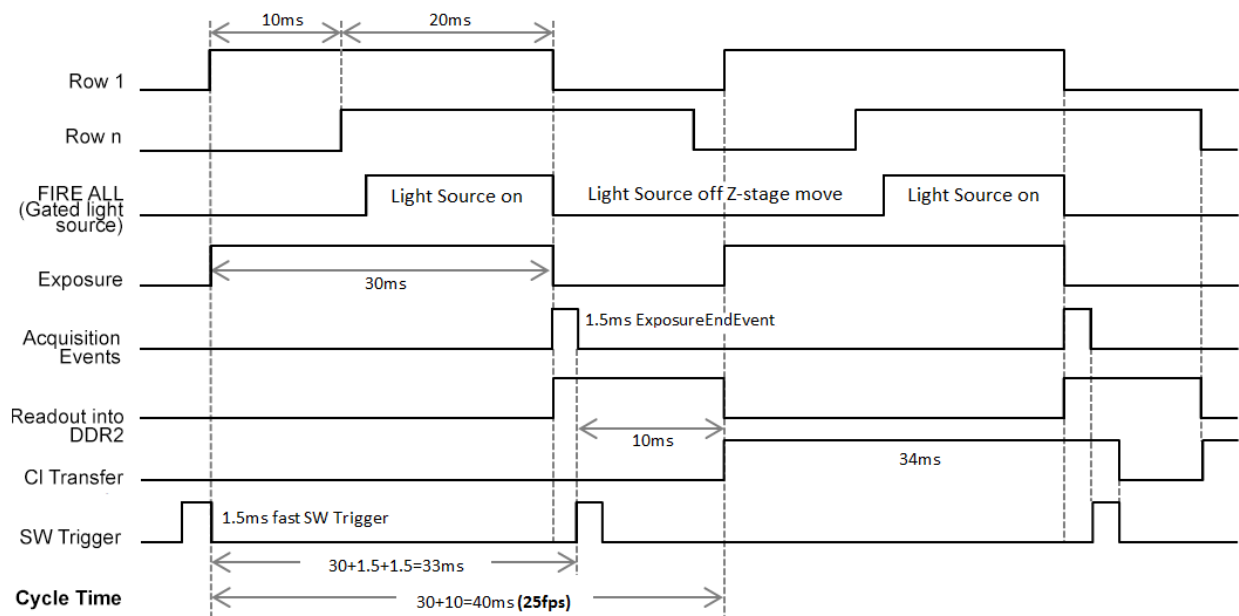 10ms
20ms
Row 1
Row n
FIRE ALL
(Gated light
source)
Light Source on
Light Source off Z-stage move
Light Source on
Exposure
30ms
1.5ms ExposureEndEvent
Acquisition
Events
Readout into
DDR2
10ms
CI Transfer
34ms
1.5ms fast SW Trigger
SW Trigger
30+1.5+1.5=33ms
Cycle Time
30+10=40ms (25fps)